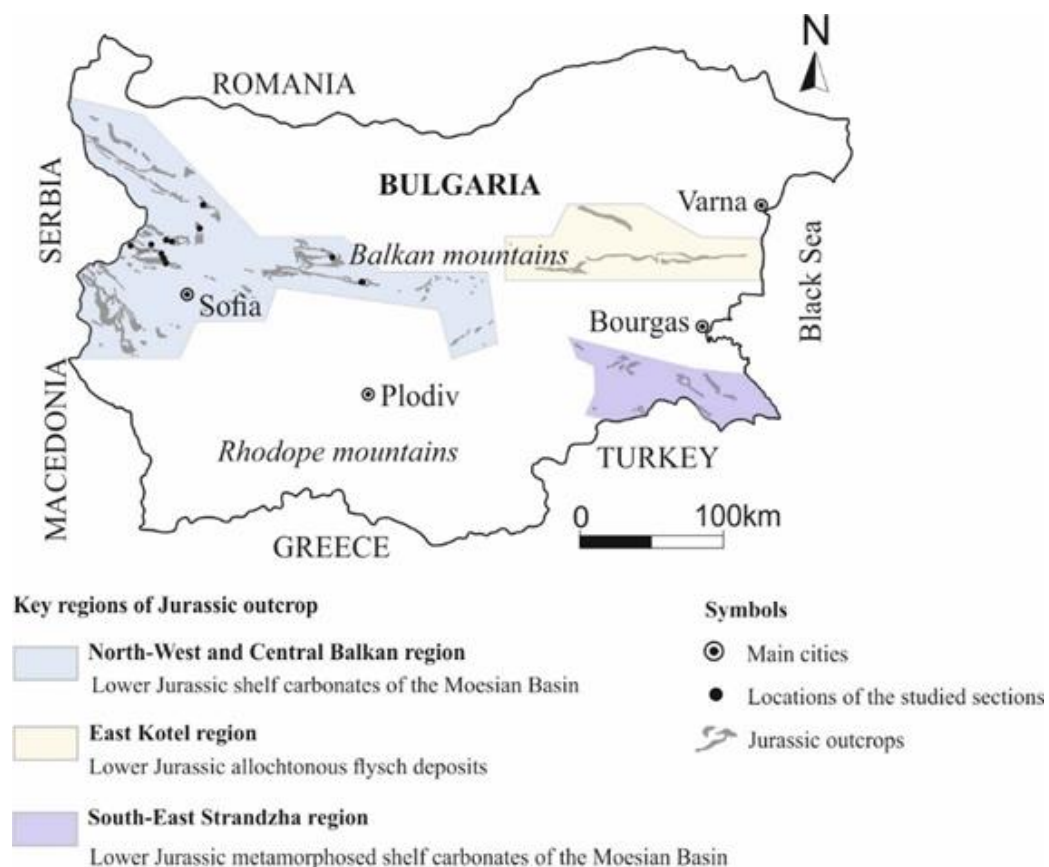 N
ROMANIA
SERBIA
BULGARIA
Varna
Balkan mountains
Black Sea
Sofia
Bourgas
MACEDONIA
Plodiv
Rhodope mountains
TURKEY
0 100km
GREECE
Key regions of Jurassic outcrop
North-West and Central Balkan region
Lower Jurassic shelf carbonates of the Moesian Basin
East Kotel region
Lower Jurassic allochtonous flysch deposits
South-East Strandzha region
Lower Jurassic metamorphosed shelf carbonates of the Moesian Basin
Symbols
Main cities
Locations of the studied sections
Jurassic outcrops